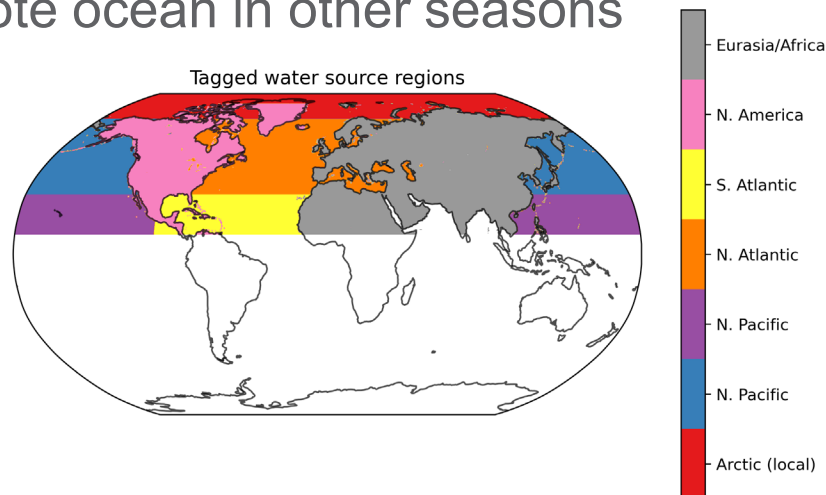 ote ocean in other seasons
Tagged water source regions
Eurasia/Africa
N. America
S. Atlantic
N. Atlantic
N. Pacific
N. Pacific
Arctic (local)